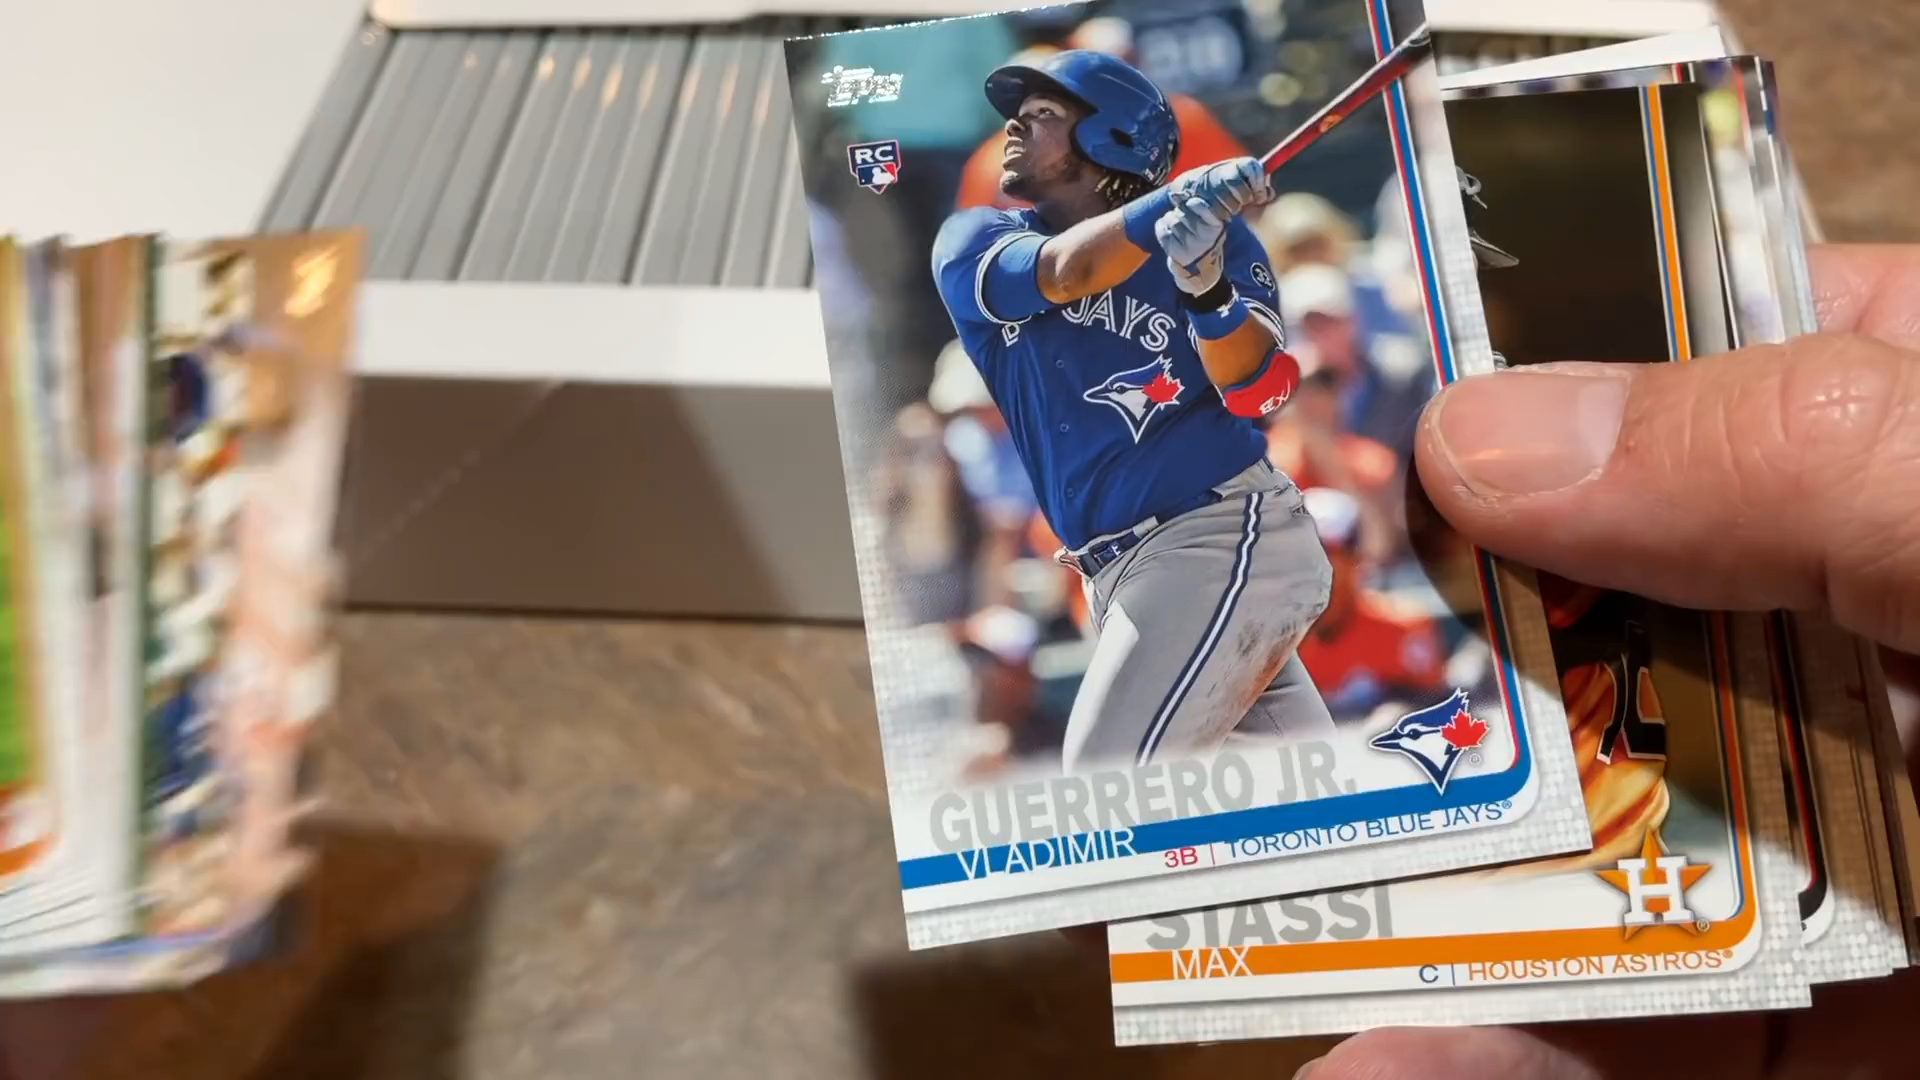 Topps
RC
JAYS
GUERRERO JR.
VLADIMIR 3B | TORONTO BLUE JAYS®
STASSI
MAX C | HOUSTON ASTROS®
H